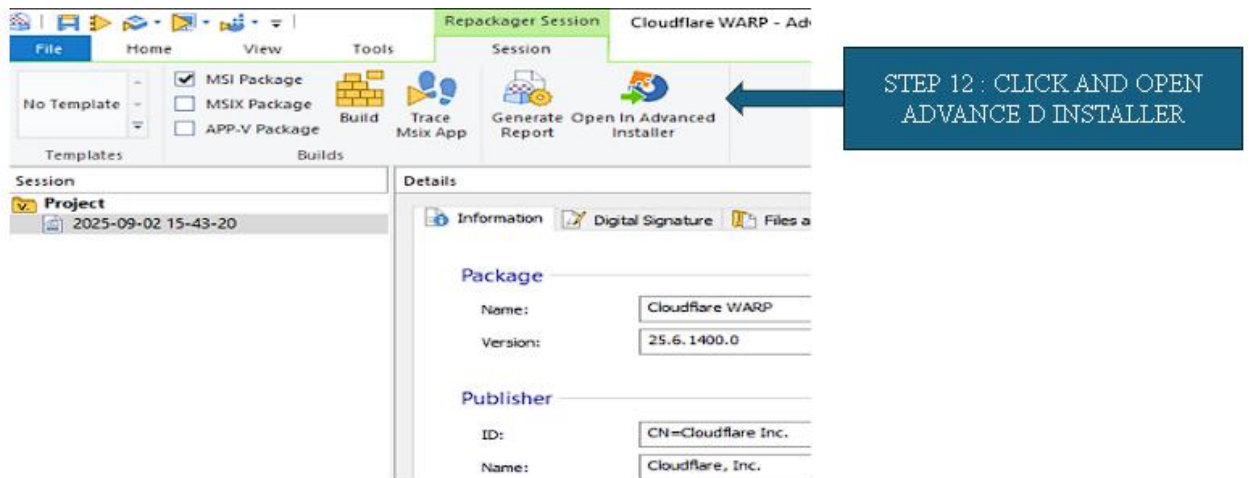 Repackager Session Cloudflare WARP - Adv
File Home View Tools Session
No Template
MSI Package
MSIX Package
APP-V Package
Build
Trace
Msix App
Generate
Report
Open In Advanced
Installer
Templates Builds
STEP 12 : CLICK AND OPEN
ADVANCE D INSTALLER
Session
Project
2025-09-02 15-43-20
Details
Information Digital Signature Files a
Package
Name: Cloudflare WARP
Version: 25.6.1400.0
Publisher
ID: CN=Cloudflare Inc.
Name: Cloudflare, Inc.